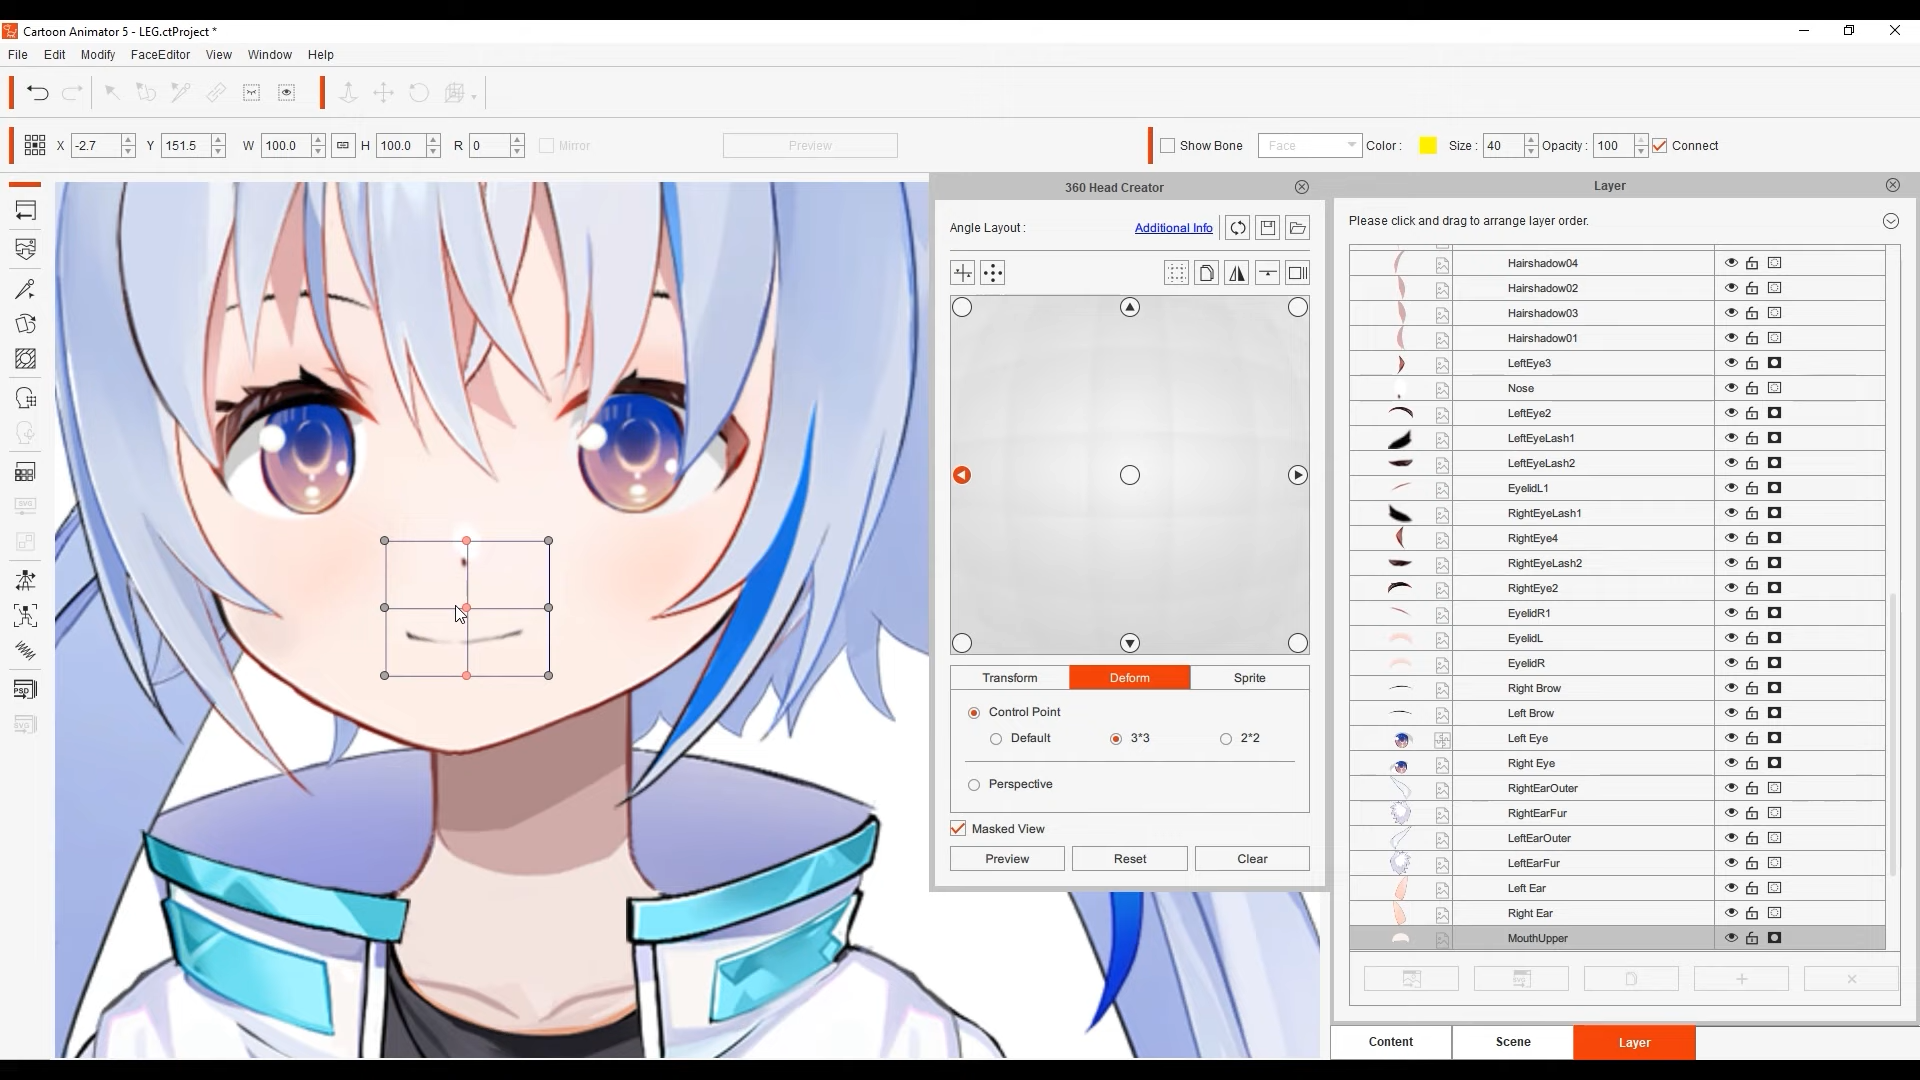 Cartoon Animator 5 - LEG.ctProject *
File Edit Modify FaceEditor View Window Help
X -2.7 Y 151.5 W 100.0 H 100.0 R 0 Mirror Preview Show Bone Face Color : Size : 40 Opacity : 100 Connect
360 Head Creator
Layer
Angle Layout : Additional Info
Please click and drag to arrange layer order.
Hairshadow04
Hairshadow02
Hairshadow03
Hairshadow01
LeftEye3
Nose
LeftEye2
LeftEyeLash1
LeftEyeLash2
EyelidL1
RightEyeLash1
RightEye4
RightEyeLash2
RightEye2
EyelidR1
EyelidL
EyelidR
Right Brow
Left Brow
Left Eye
Right Eye
RightEarOuter
RightEarFur
LeftEarOuter
LeftEarFur
Left Ear
Right Ear
MouthUpper
Transform Deform Sprite
Control Point
Default 3*3 2*2
Perspective
Masked View
Preview Reset Clear
SVG
PSD
SVG
Content Scene Layer